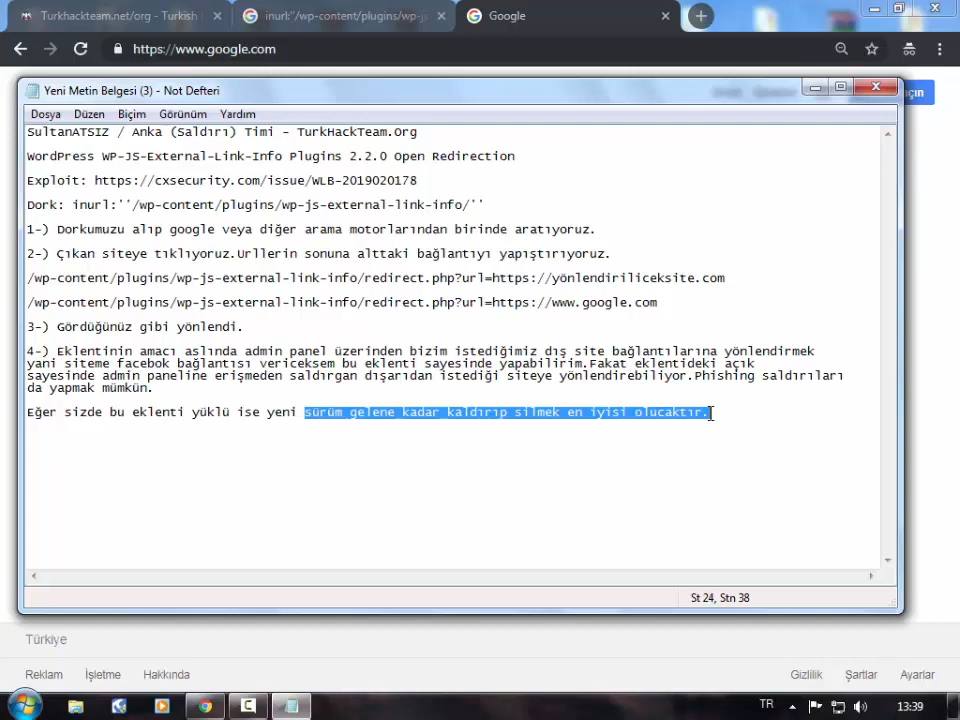 Turkhackteam.net/org - Turkish
inurl:''/wp-content/plugins/wp-js
Google
https://www.google.com
Yeni Metin Belgesi (3) - Not Defteri
Dosya Düzen Biçim Görünüm Yardım
SultanATSIZ / Anka (Saldırı) Timi - TurkHackTeam.Org
WordPress WP-JS-External-Link-Info Plugins 2.2.0 Open Redirection
Exploit: https://cxsecurity.com/issue/WLB-2019020178
Dork: inurl:''/wp-content/plugins/wp-js-external-link-info/''
1-) Dorkumuzu alıp google veya diğer arama motorlarından birinde aratıyoruz.
2-) Çıkan siteye tıklıyoruz.Urllerin sonuna alttaki bağlantıyı yapıştırıyoruz.
/wp-content/plugins/wp-js-external-link-info/redirect.php?url=https://yönlendiriliceksite.com
/wp-content/plugins/wp-js-external-link-info/redirect.php?url=https://www.google.com
3-) Gördüğünüz gibi yönlendi.
4-) Eklentinin amacı aslında admin panel üzerinden bizim istediğimiz dış site bağlantılarına yönlendirmek
yani siteme facebok bağlantısı vericeksem bu eklenti sayesinde yapabilirim.Fakat eklentideki açık
sayesinde admin paneline erişmeden saldırgan dışarıdan istediği siteye yönlendirebiliyor.Phishing saldırıları
da yapmak mümkün.
Eğer sizde bu eklenti yüklü ise yeni sürüm gelene kadar kaldırıp silmek en iyisi olucaktır.
St 24, Stn 38
Türkiye
Reklam İşletme Hakkında Gizlilik Şartlar Ayarlar
TR 13:39